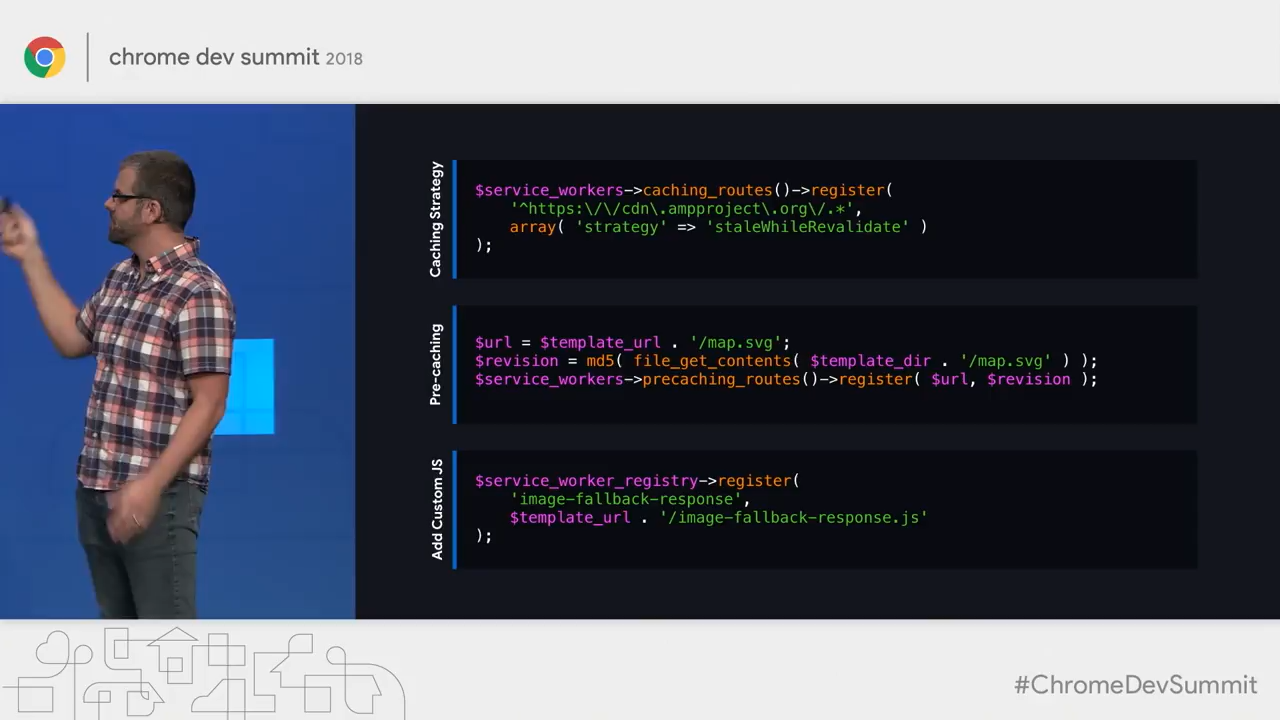 chrome dev summit 2018
Caching Strategy
$service_workers->caching_routes()->register(
'^https:\/\/cdn\.ampproject\.org\/.*',
array( 'strategy' => 'staleWhileRevalidate' )
);
Pre-caching
$url = $template_url . '/map.svg';
$revision = md5( file_get_contents( $template_dir . '/map.svg' ) );
$service_workers->precaching_routes()->register( $url, $revision );
Add Custom JS
$service_worker_registry->register(
'image-fallback-response',
$template_url . '/image-fallback-response.js'
);
#ChromeDevSummit